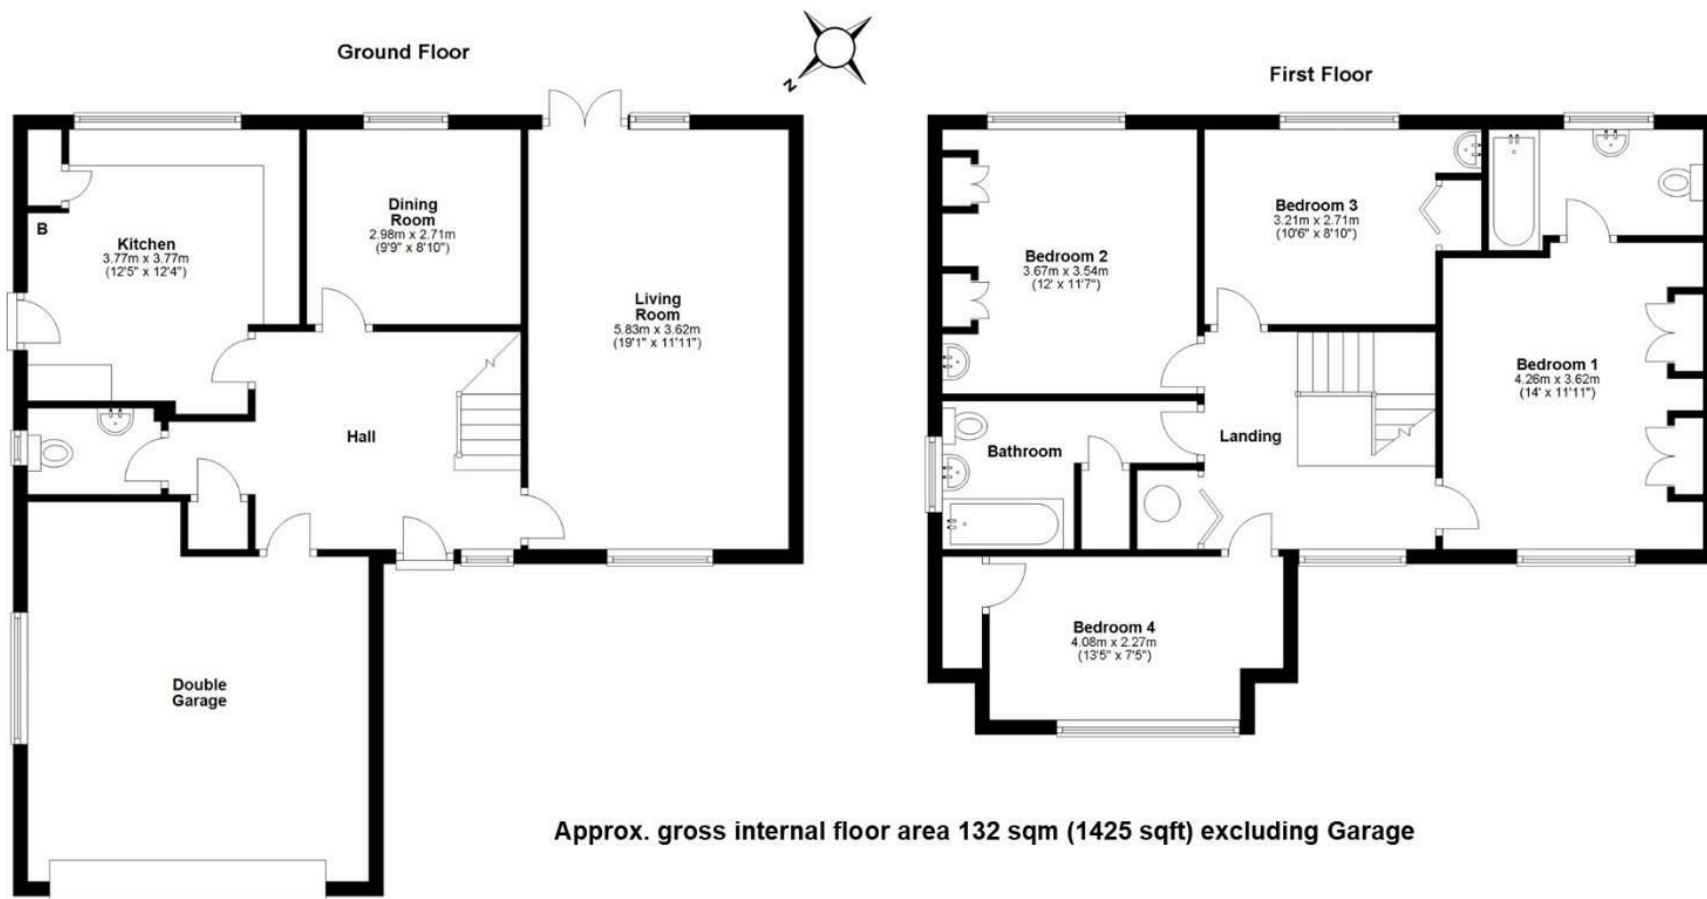 Ground Floor
N
First Floor
B
Kitchen
3.77m x 3.77m
(12'5" x 12'4")
Dining
Room
2.98m x 2.71m
(9'9" x 8'10")
Living
Room
5.83m x 3.62m
(19'1" x 11'11")
Hall
Double
Garage
Bedroom 2
3.67m x 3.54m
(12' x 11'7")
Bedroom 3
3.21m x 2.71m
(10'6" x 8'10")
Bedroom 1
4.26m x 3.62m
(14' x 11'11")
Bathroom
Landing
Bedroom 4
4.08m x 2.27m
(13'5" x 7'5")
Approx. gross internal floor area 132 sqm (1425 sqft) excluding Garage